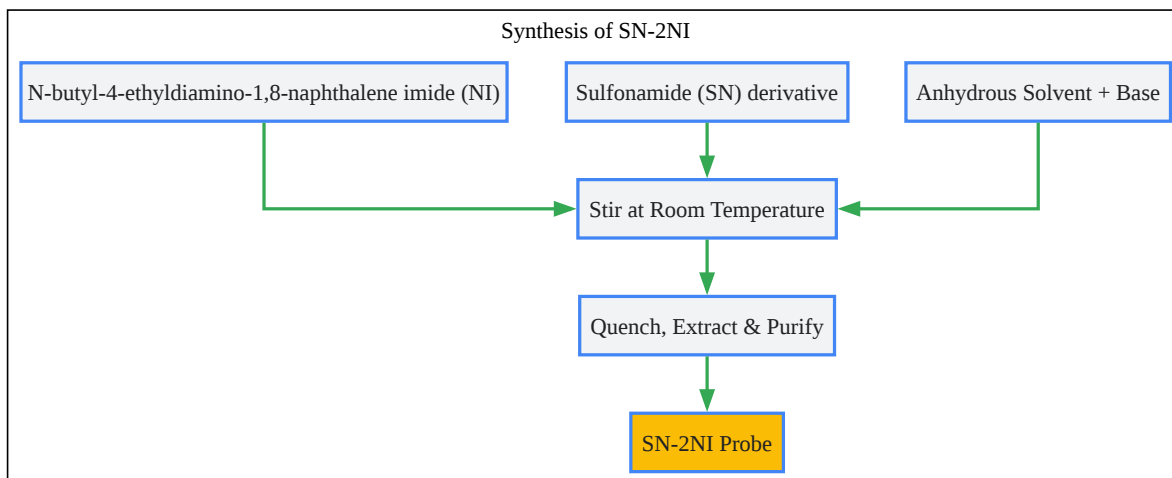 Synthesis of SN-2NI
N-butyl-4-ethyldiamino-1,8-naphthalene imide (NI)
Sulfonamide (SN) derivative
Anhydrous Solvent + Base
Stir at Room Temperature
Quench, Extract & Purify
SN-2NI Probe